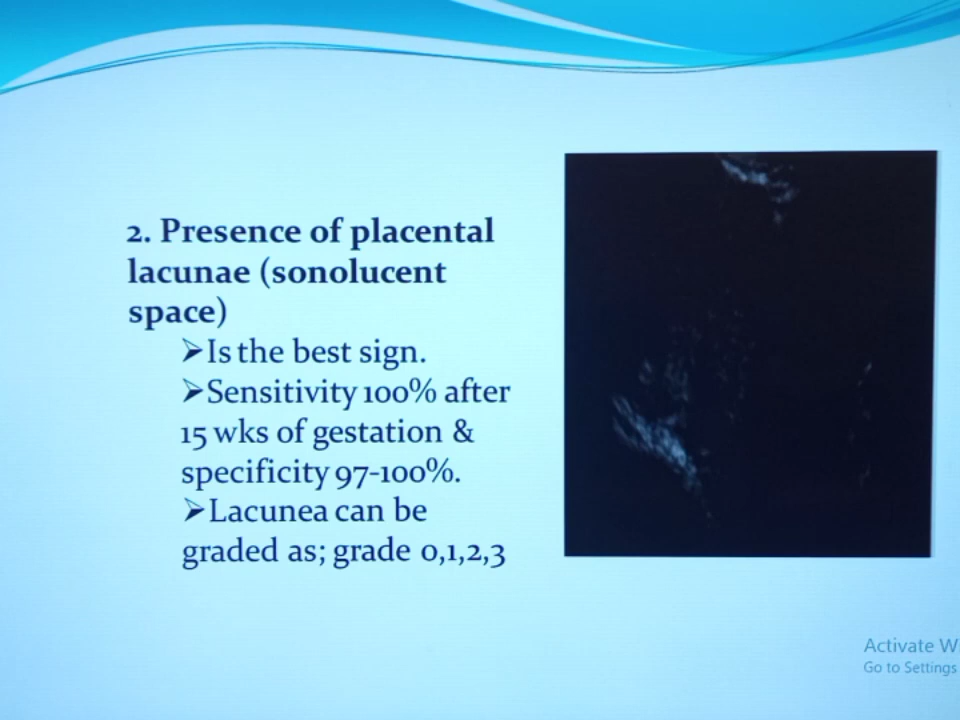 2. Presence of placental
lacunae (sonolucent
space)
➢Is the best sign.
➢Sensitivity 100% after
15 wks of gestation &
specificity 97-100%.
➢Lacunea can be
graded as; grade 0,1,2,3
Activate W
Go to Settings